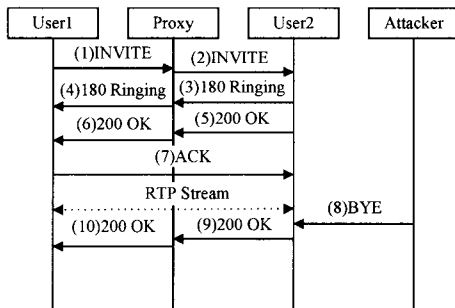 User1 Proxy User2 Attacker
(1)INVITE
(2)INVITE
(4)180 Ringing
(3)180 Ringing
(6)200 OK
(5)200 OK
(7)ACK
RTP Stream
(8)BYE
(10)200 OK
(9)200 OK